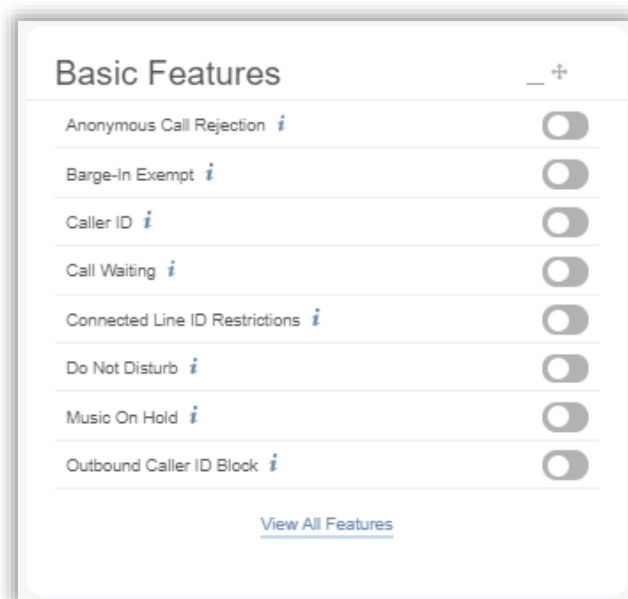 Basic Features
Anonymous Call Rejection i
Barge-In Exempt i
Caller ID i
Call Waiting i
Connected Line ID Restrictions i
Do Not Disturb i
Music On Hold i
Outbound Caller ID Block i
View All Features